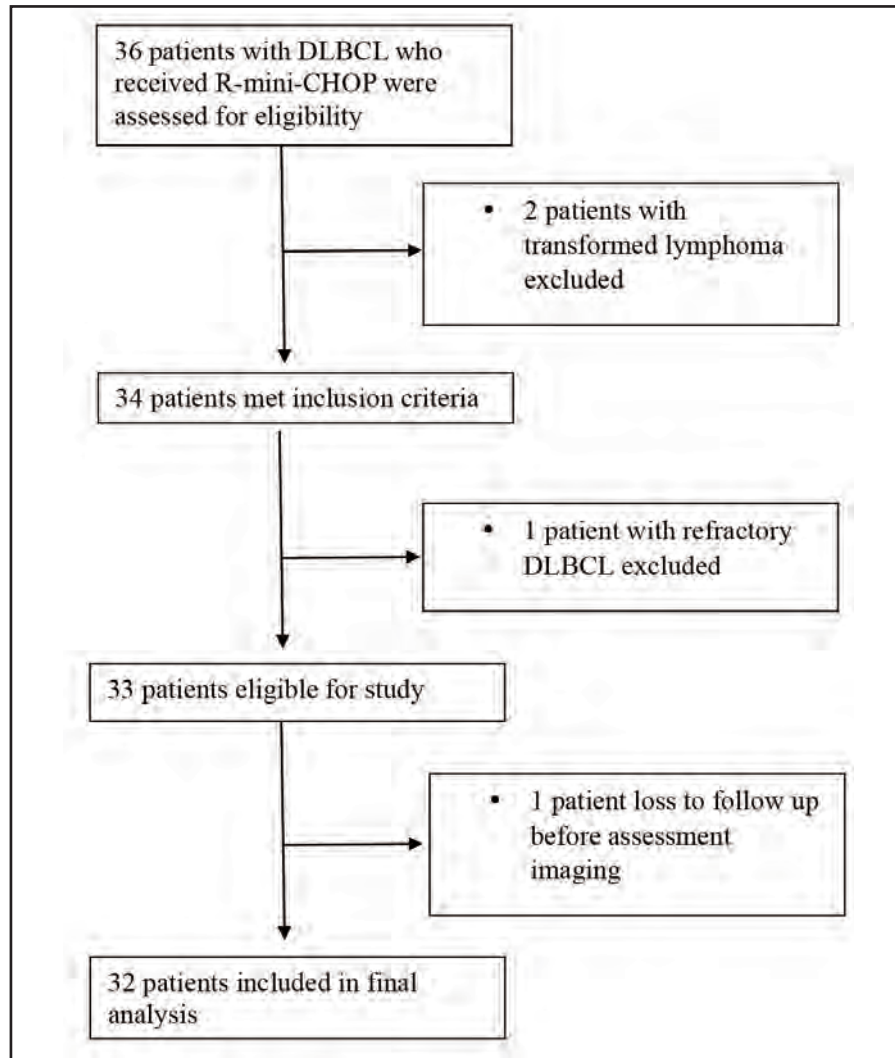 36 patients with DLBCL who
received R-mini-CHOP were
assessed for eligibility
• 2 patients with
transformed lymphoma
excluded
34 patients met inclusion criteria
• 1 patient with refractory
DLBCL excluded
33 patients eligible for study
• 1 patient loss to follow up
before assessment
imaging
32 patients included in final
analysis